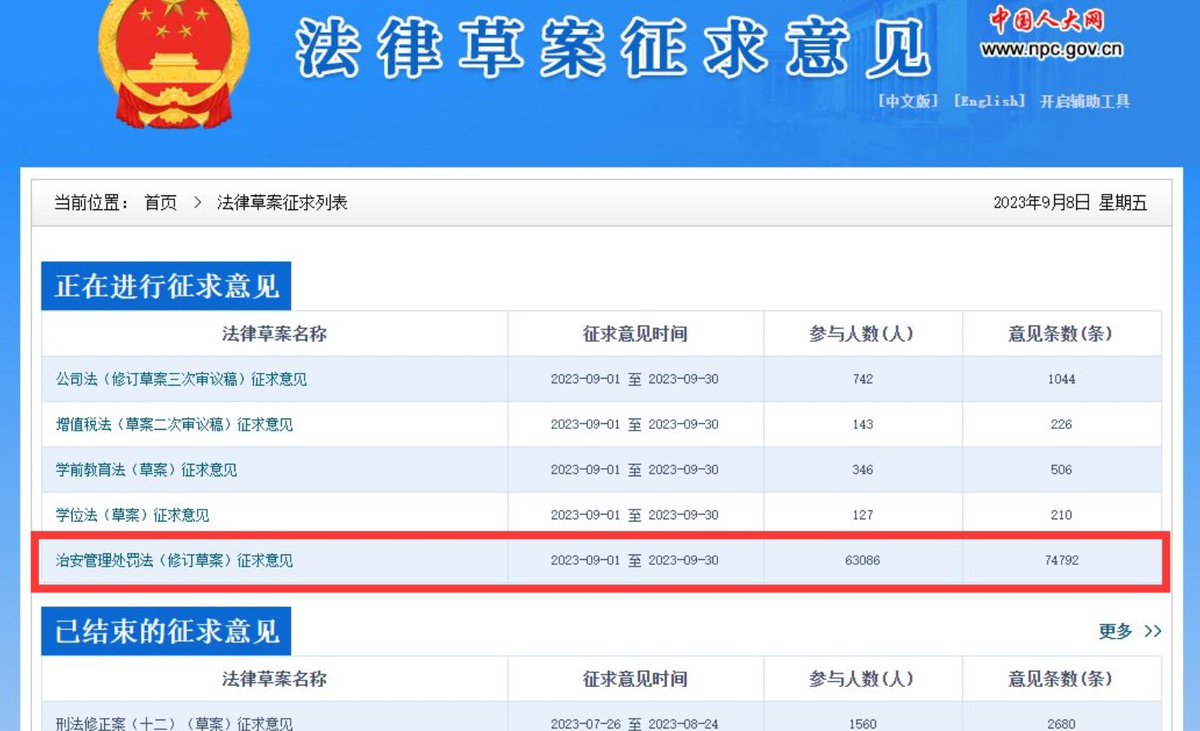 法律草案征求意见
中国人大网
www.npc.gov.cn
[中文版] [English] 开启辅助工具
当前位置： 首页 > 法律草案征求列表 2023年9月8日 星期五
正在进行征求意见
法律草案名称 征求意见时间 参与人数(人) 意见条数(条)
公司法（修订草案三次审议稿）征求意见 2023-09-01 至 2023-09-30 742 1044
增值税法（草案二次审议稿）征求意见 2023-09-01 至 2023-09-30 143 226
学前教育法（草案）征求意见 2023-09-01 至 2023-09-30 346 506
学位法（草案）征求意见 2023-09-01 至 2023-09-30 127 210
治安管理处罚法（修订草案）征求意见 2023-09-01 至 2023-09-30 63086 74792
已结束的征求意见 更多 >>
法律草案名称 征求意见时间 参与人数(人) 意见条数(条)
刑法修正案（十二）（草案）征求意见 2023-07-26 至 2023-08-24 1560 2680